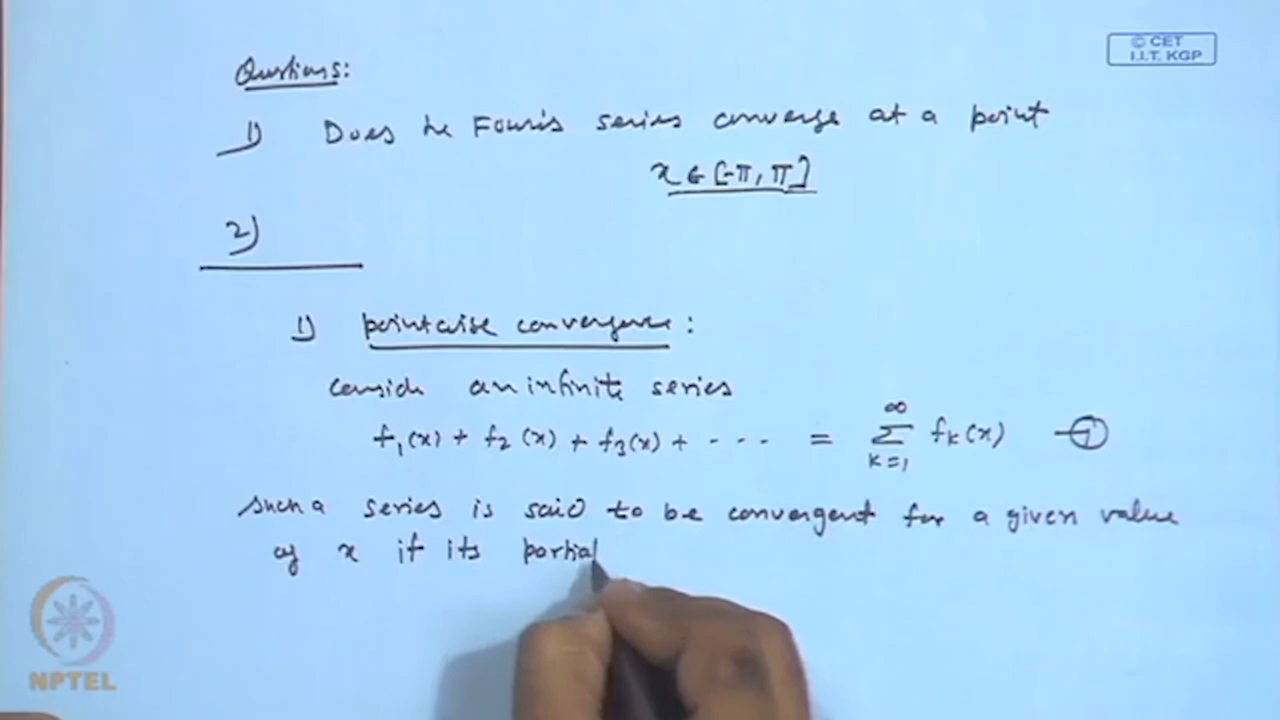 © CET
I.I.T. KGP
Questions:
1) Does the Fourier series converge at a point
x ∈ [-π, π]
2)
1) pointwise convergence:
Consider an infinite series
f₁(x) + f₂(x) + f₃(x) + - - - = ∑_{k=1}^{∞} fₖ(x) —①
Such a series is said to be convergent for a given value
of x if its partial
NPTEL